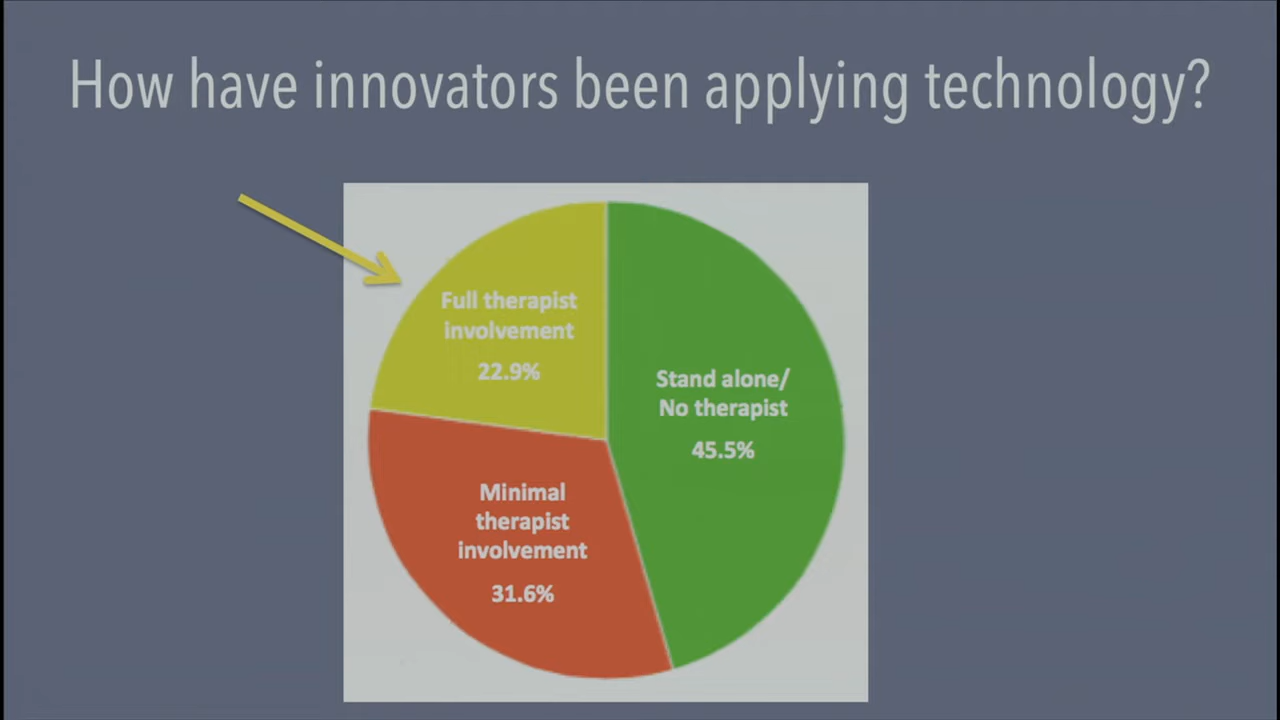 How have innovators been applying technology?
Full therapist
involvement
22.9%
Stand alone/
No therapist
45.5%
Minimal
therapist
involvement
31.6%